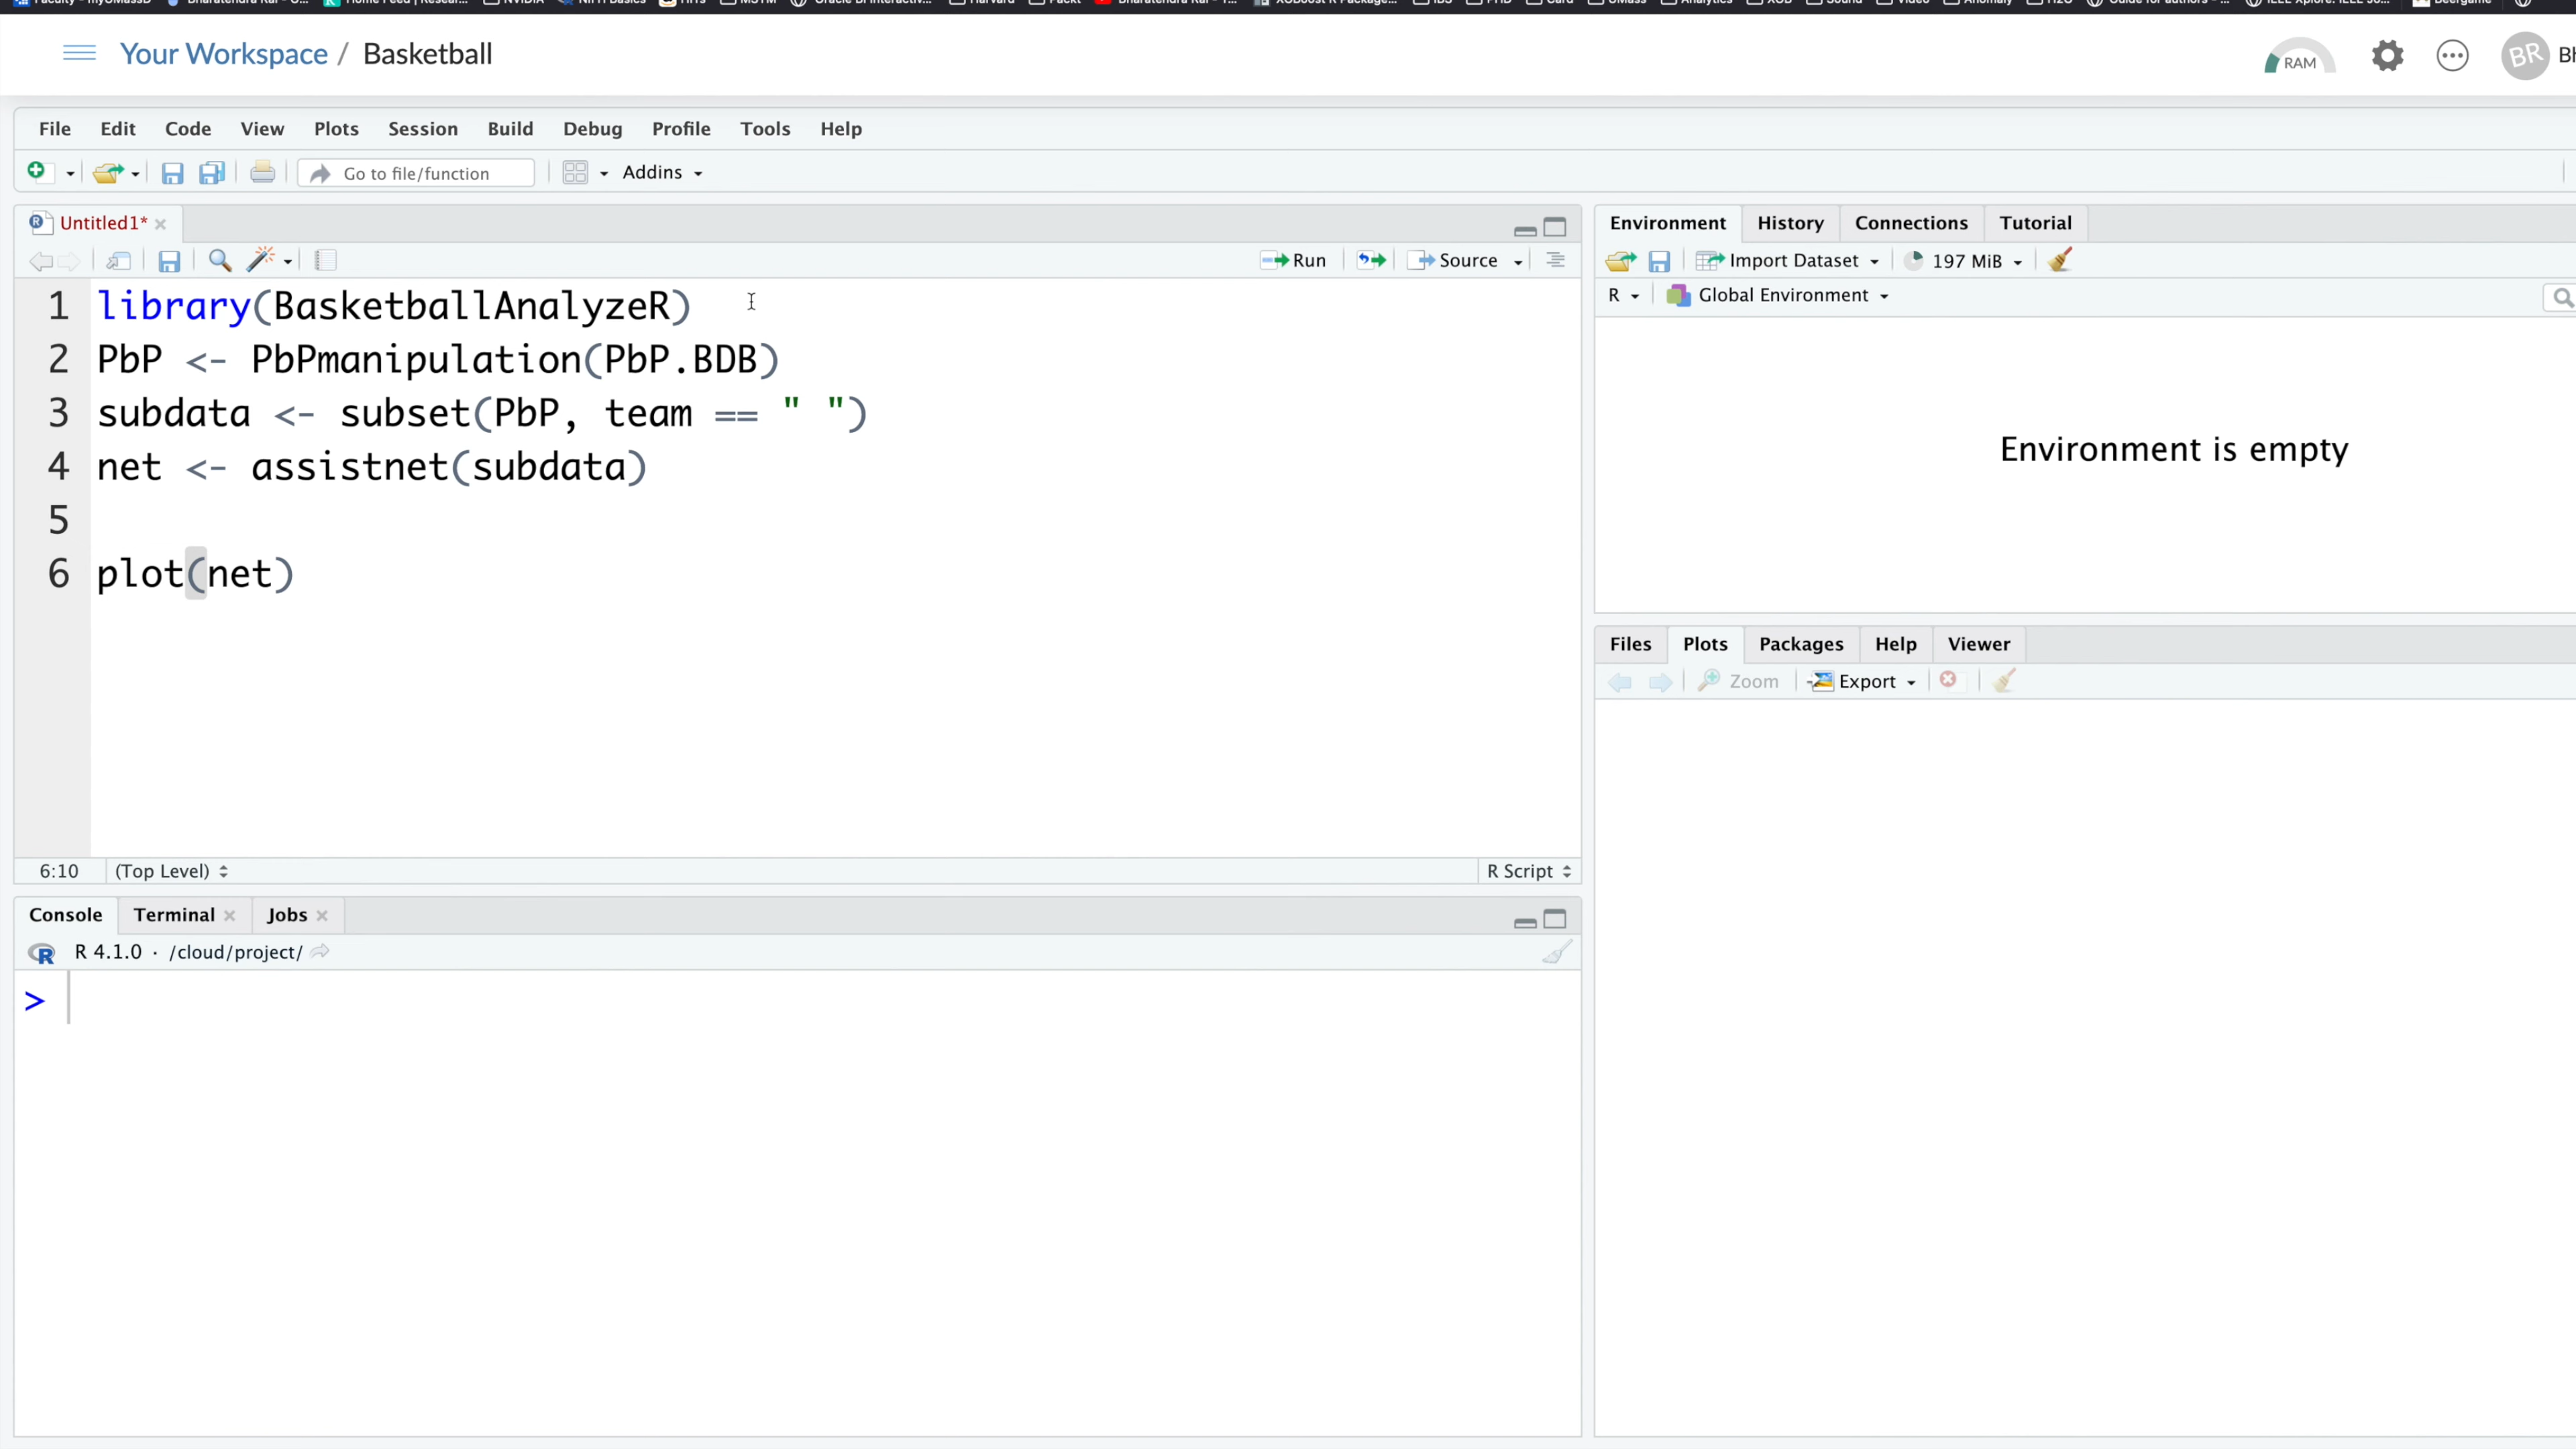 Your Workspace / Basketball
RAM
BR
File Edit Code View Plots Session Build Debug Profile Tools Help
Go to file/function
Addins
Untitled1*
Run
Source
1 library(BasketballAnalyzeR)
2 PbP <- PbPmanipulation(PbP.BDB)
3 subdata <- subset(PbP, team == " ")
4 net <- assistnet(subdata)
5
6 plot(net)
6:10 (Top Level) R Script
Console Terminal Jobs
R 4.1.0 · /cloud/project/
>
Environment History Connections Tutorial
Import Dataset 197 MiB
R Global Environment
Environment is empty
Files Plots Packages Help Viewer
Zoom Export